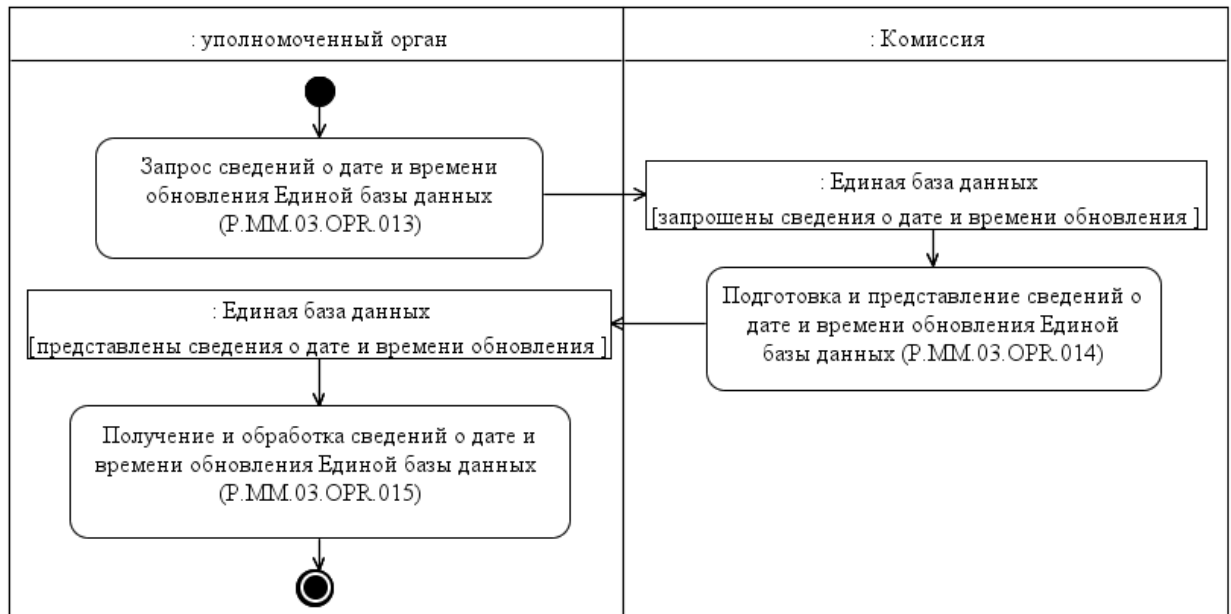 : уполномоченный орган
: Комиссия
Запрос сведений о дате и времени
обновления Единой базы данных
(P.MM.03.OPR.013)
: Единая база данных
[запрошены сведения о дате и времени обновления ]
Подготовка и представление сведений о
дате и времени обновления Единой
базы данных (P.MM.03.OPR.014)
: Единая база данных
[представлены сведения о дате и времени обновления ]
Получение и обработка сведений о дате и
времени обновления Единой базы данных
(P.MM.03.OPR.015)